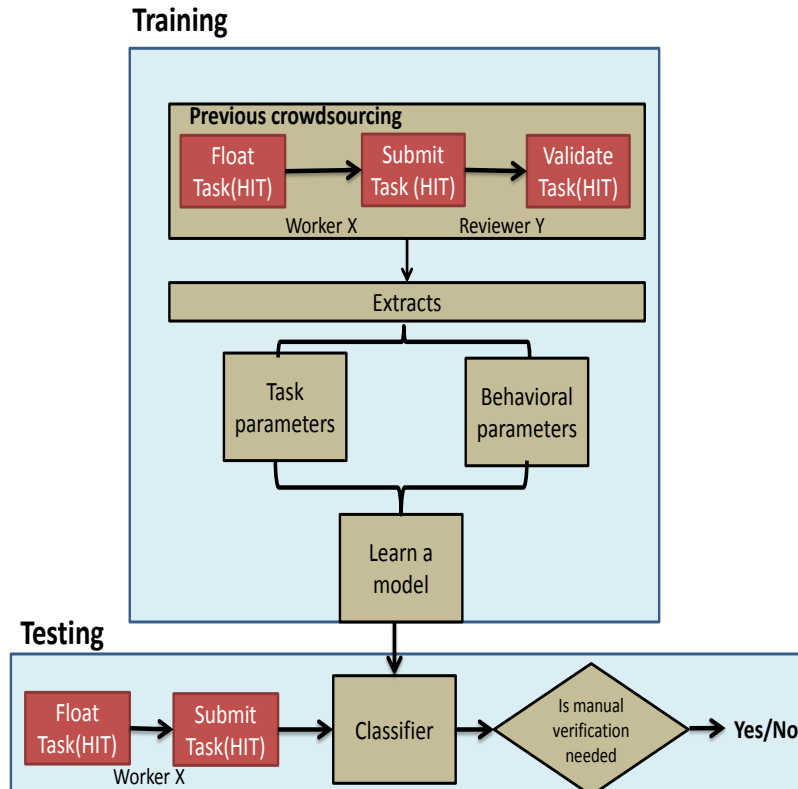 Training
Previous crowdsourcing
Float
Task(HIT)
Submit
Task (HIT)
Validate
Task(HIT)
Worker X
Reviewer Y
Extracts
Task
parameters
Behavioral
parameters
Learn a
model
Testing
Float
Task(HIT)
Submit
Task(HIT)
Worker X
Classifier
Is manual
verification
needed
Yes/No